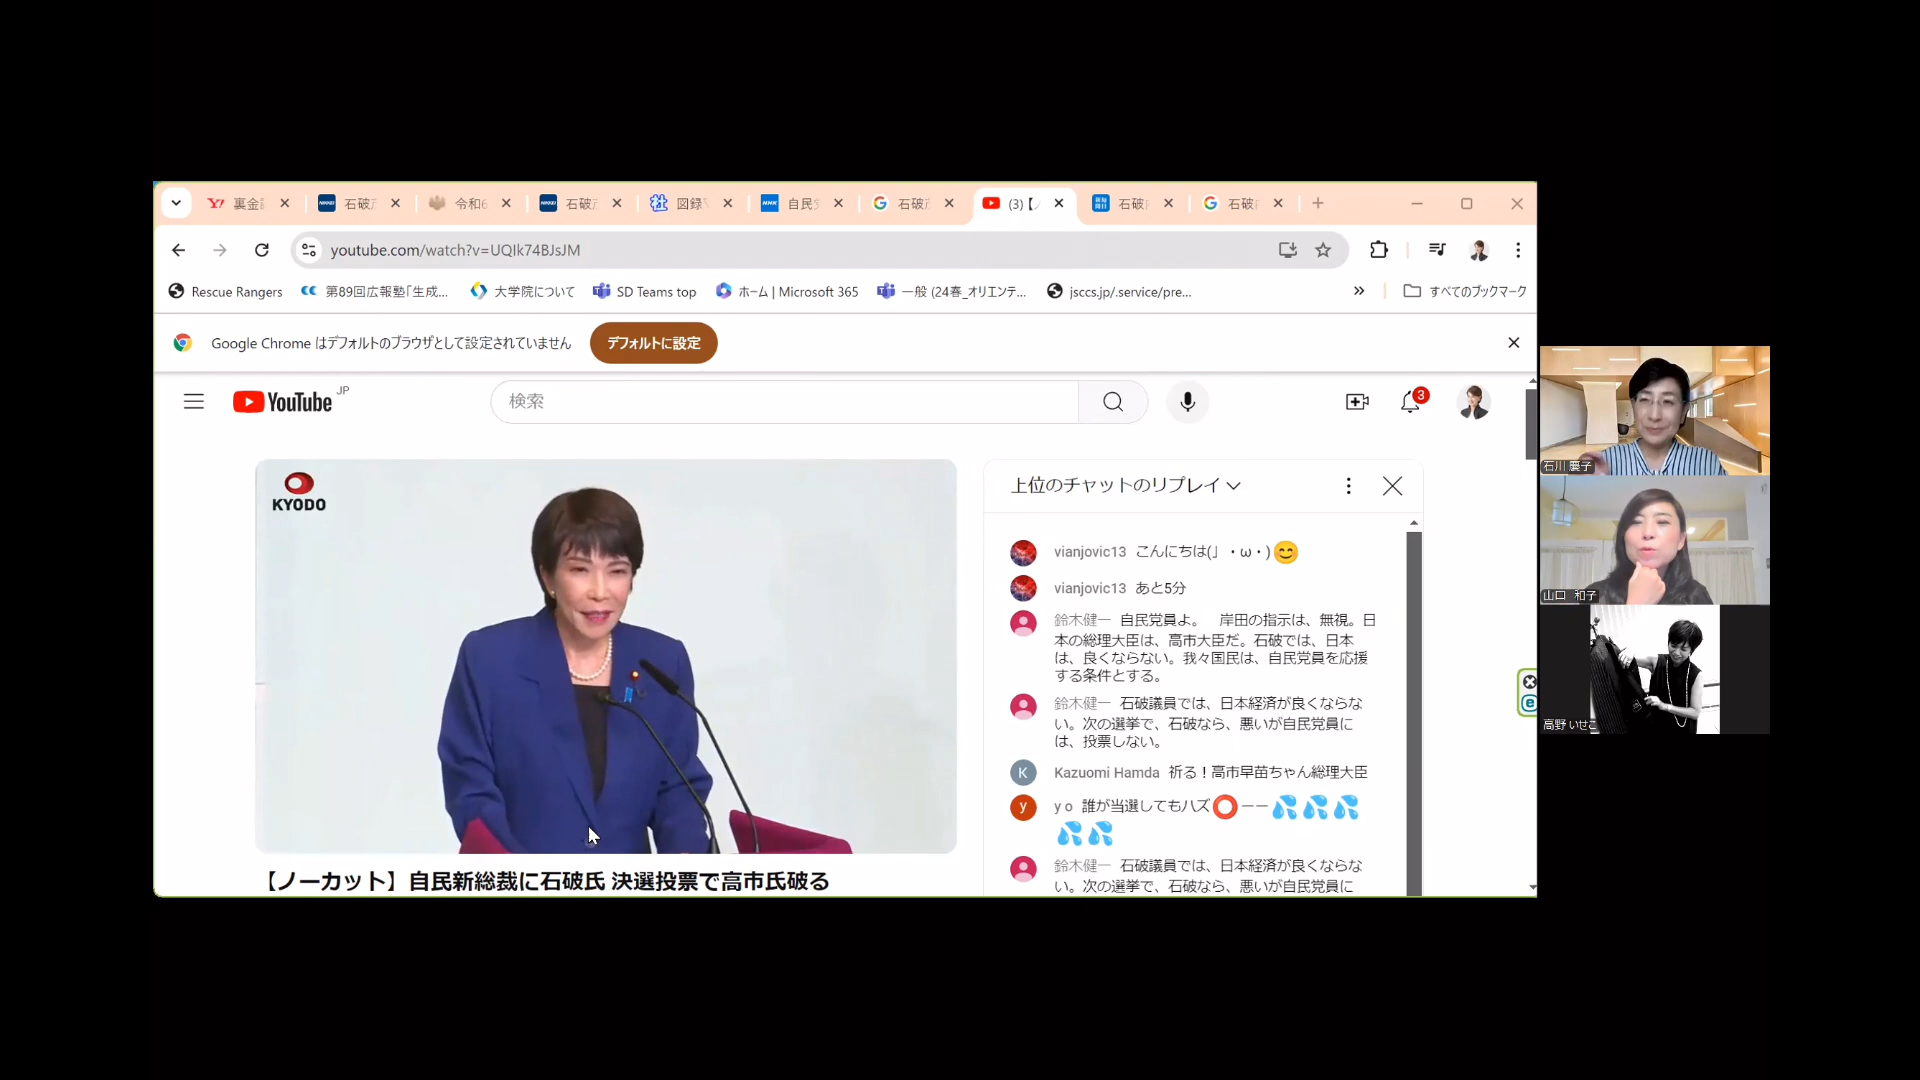 裏金
石破
令和6
石破
図録
自民
石破
(3)【
石破
石破
youtube.com/watch?v=UQIk74BJsJM
Rescue Rangers
第89回広報塾「生成...
大学院について
SD Teams top
ホーム | Microsoft 365
一般 (24春_オリエンテ...
jsccs.jp/.service/pre...
»
すべてのブックマーク
Google Chrome はデフォルトのブラウザとして設定されていません
デフォルトに設定
YouTube JP
検索
3
KYODO
上位のチャットのリプレイ
vianjovic13 こんにちは(」・ω・)😊
vianjovic13 あと5分
鈴木健一 自民党員よ。 岸田の指示は、無視。日
本の総理大臣は、高市大臣だ。石破では、日本
は、良くならない。我々国民は、自民党員を応援
する条件とする。
鈴木健一 石破議員では、日本経済が良くならな
い。次の選挙で、石破なら、悪いが自民党員に
は、投票しない。
K Kazuomi Hamda 祈る！高市早苗ちゃん総理大臣
y y o 誰が当選してもハズ⭕ーー💦💦💦
💦💦
鈴木健一 石破議員では、日本経済が良くならな
い。次の選挙で、石破なら、悪いが自民党員に
【ノーカット】自民新総裁に石破氏 決選投票で高市氏破る
石川 慶子
山口 和子
高野 いせこ